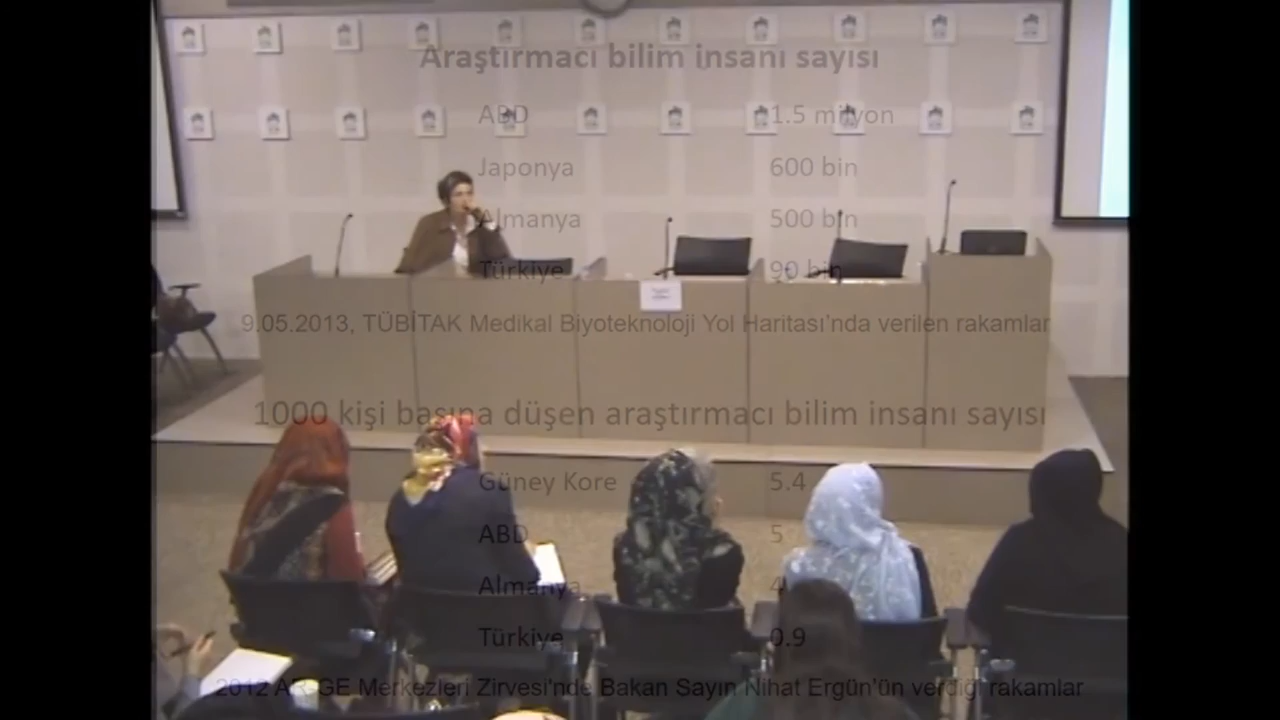 Araştırmacı bilim insanı sayısı
ABD 1.5 milyon
Japonya 600 bin
Almanya 500 bin
Türkiye 90 bin
9.05.2013, TÜBİTAK Medikal Biyoteknoloji Yol Haritası'nda verilen rakamlar
1000 kişi başına düşen araştırmacı bilim insanı sayısı
Güney Kore 5.4
ABD 5
Almanya 4
Türkiye 0.9
2012 AR-GE Merkezleri Zirvesi'nde Bakan Sayın Nihat Ergün'ün verdiği rakamlar